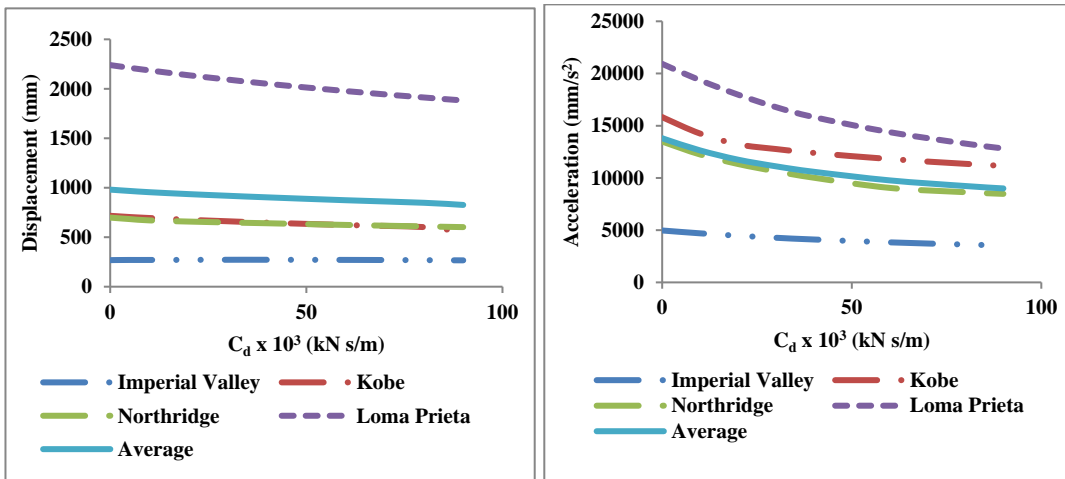 Displacement (mm)
2500
2000
1500
1000
500
0
0 50 100
C_d x 10³ (kN s/m)
Imperial Valley Kobe
Northridge Loma Prieta
Average
Acceleration (mm/s²)
25000
20000
15000
10000
5000
0
0 50 100
C_d x 10³ (kN s/m)
Imperial Valley Kobe
Northridge Loma Prieta
Average